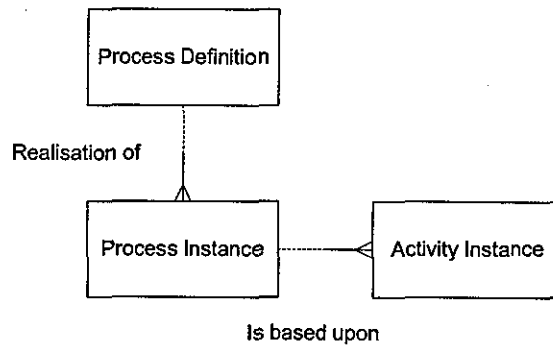 Process Definition
Realisation of
Process Instance
Activity Instance
Is based upon